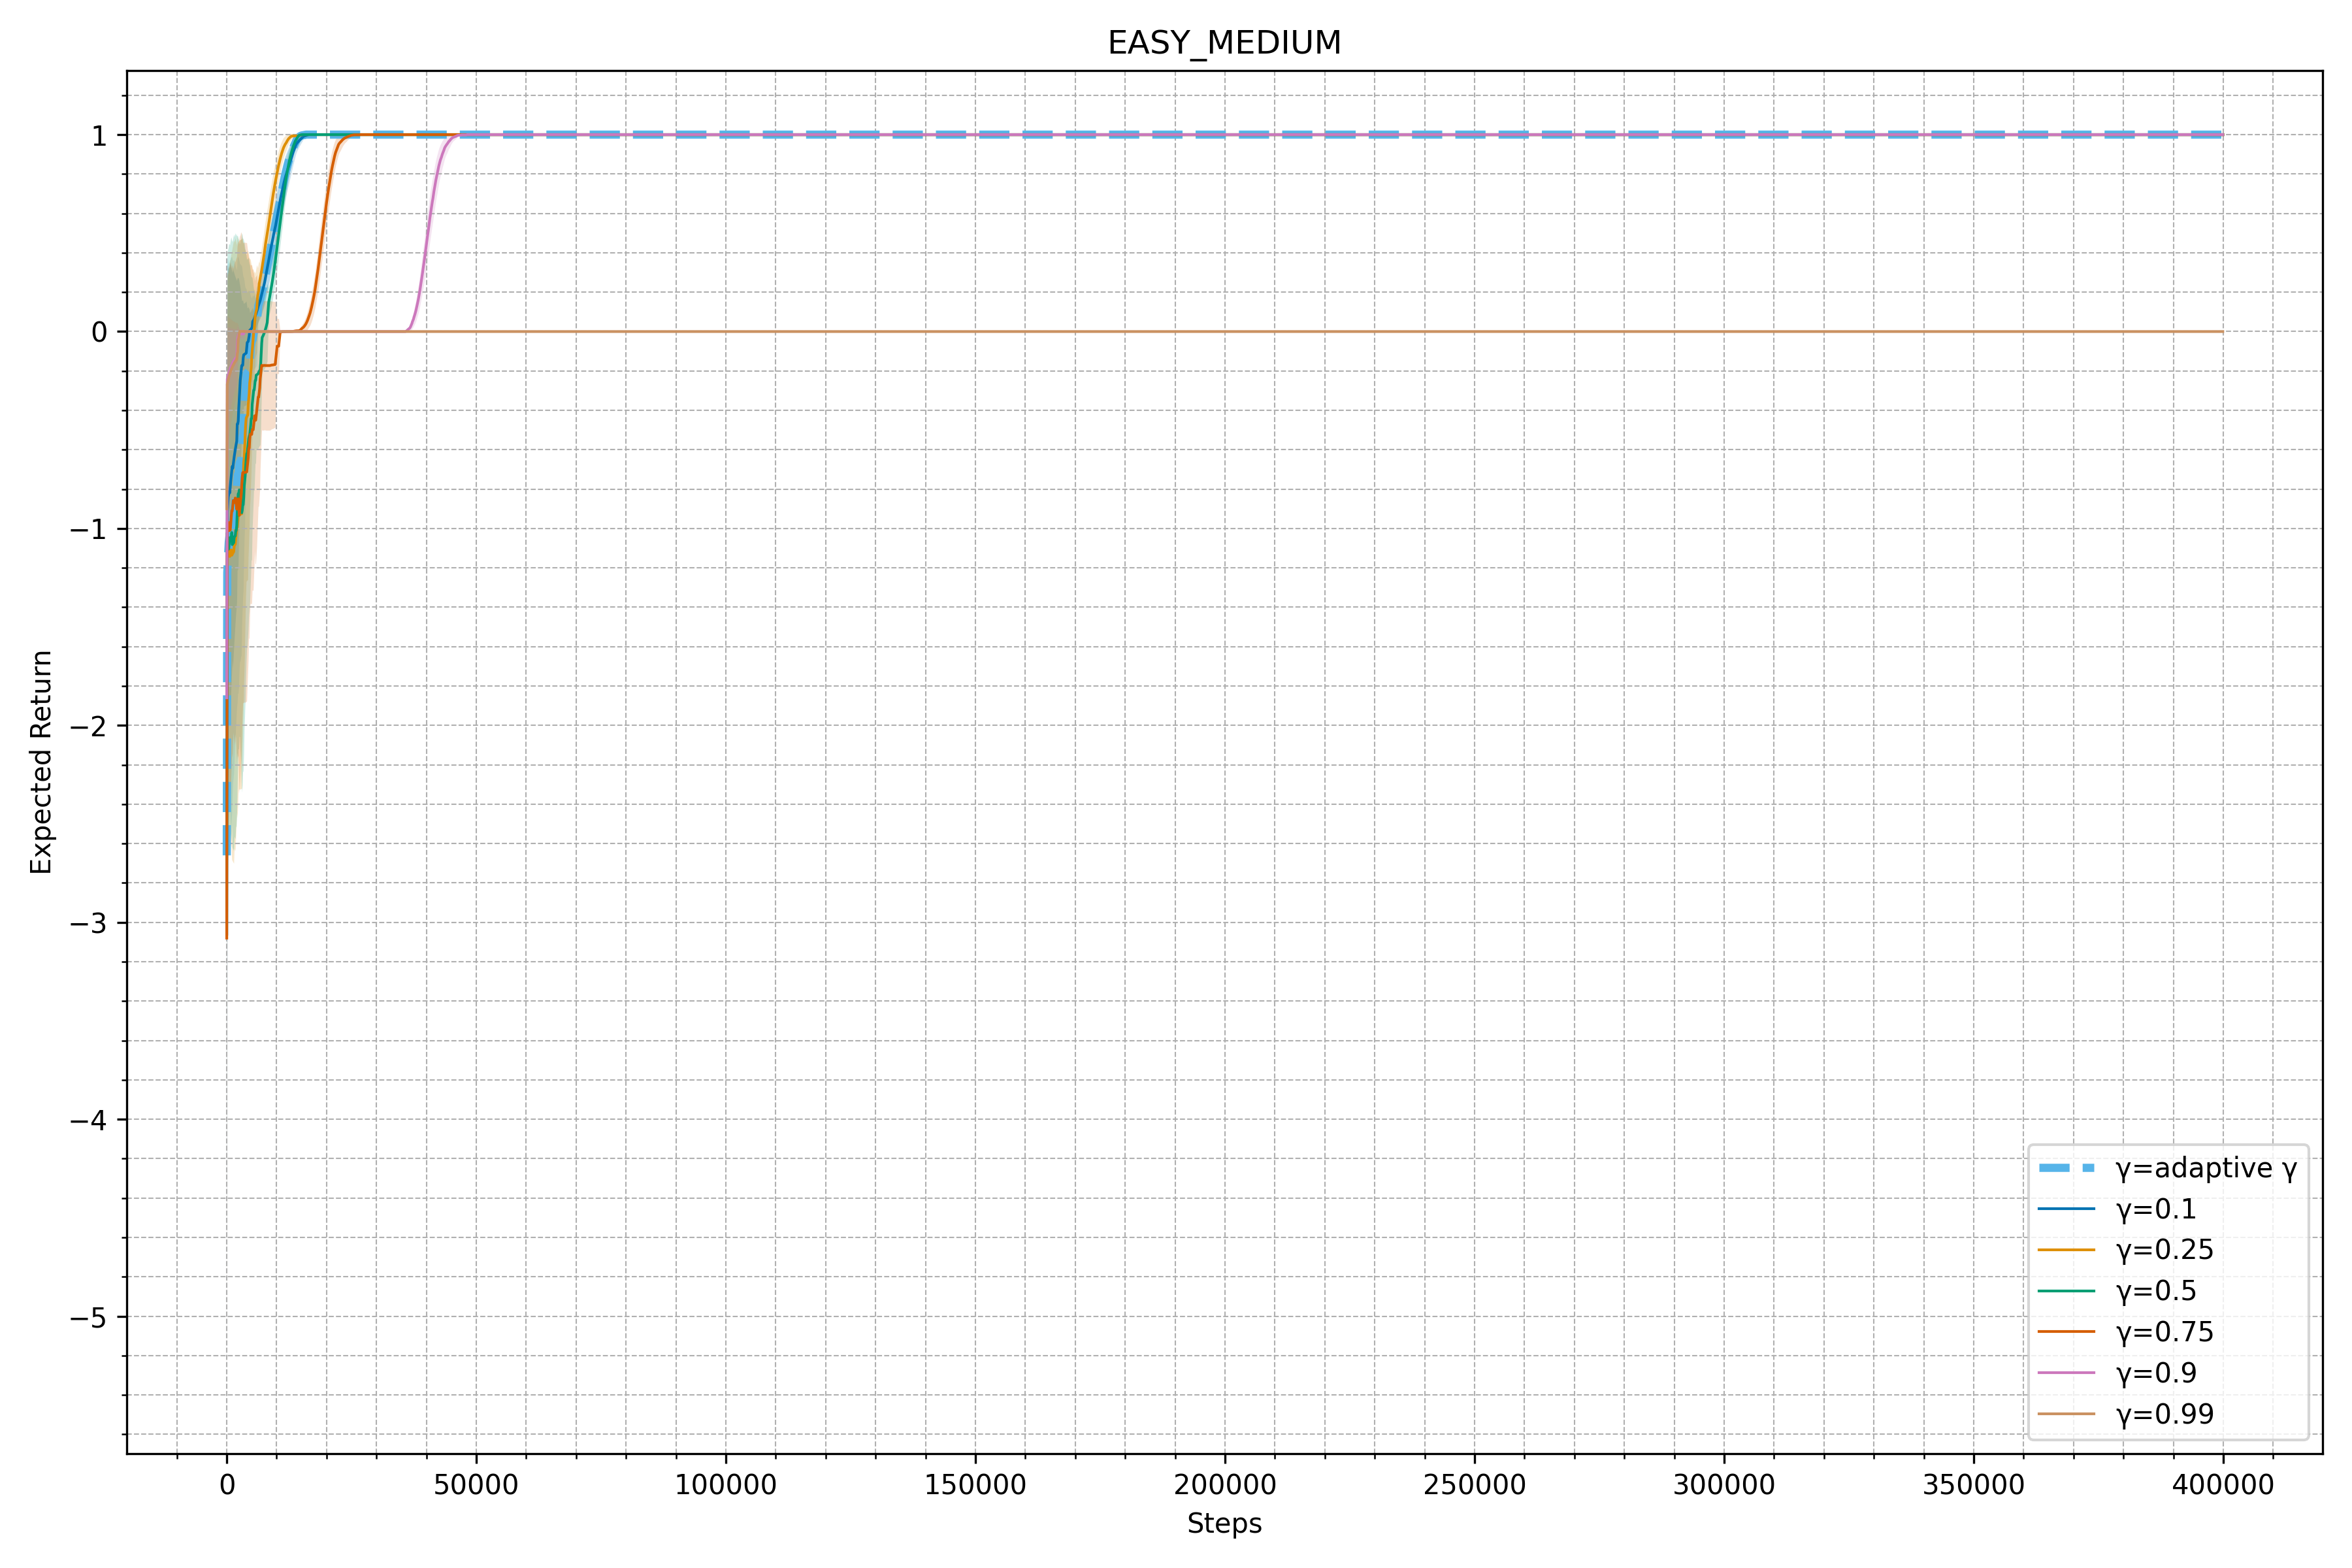 EASY_MEDIUM
Expected Return
1
0
−1
−2
−3
−4
−5
0
50000
100000
150000
200000
250000
300000
350000
400000
Steps
γ=adaptive γ
γ=0.1
γ=0.25
γ=0.5
γ=0.75
γ=0.9
γ=0.99